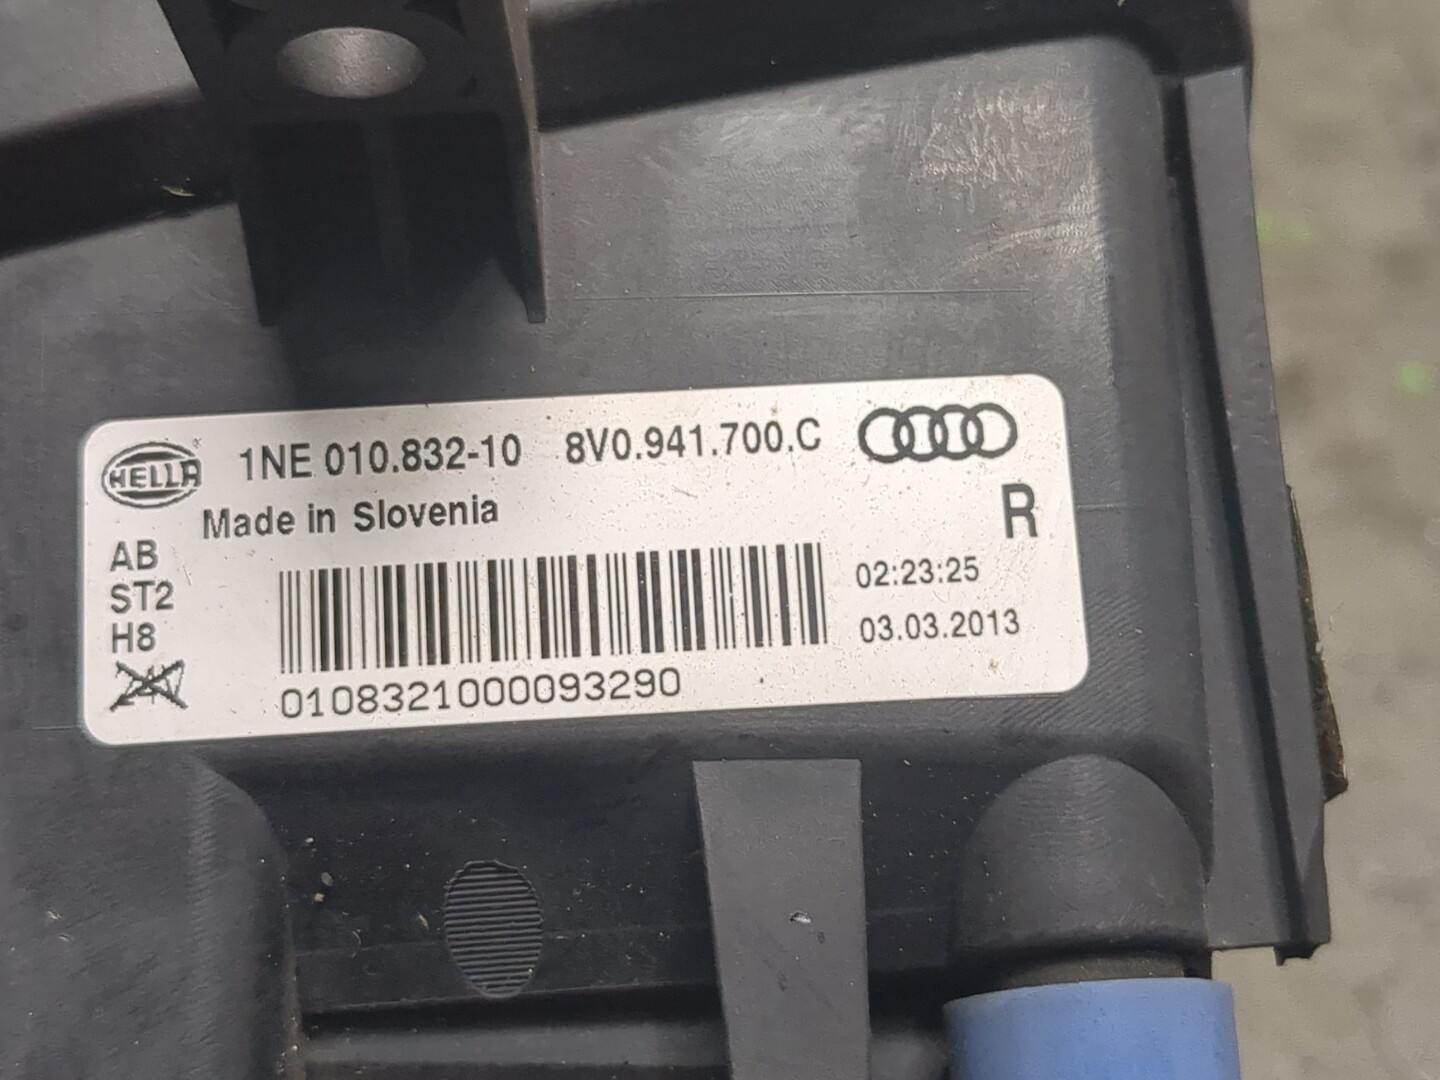 HELLA 1NE 010.832-10 8V0.941.700.C
Made in Slovenia R
AB
ST2
H8
02:23:25
03.03.2013
0108321000093290